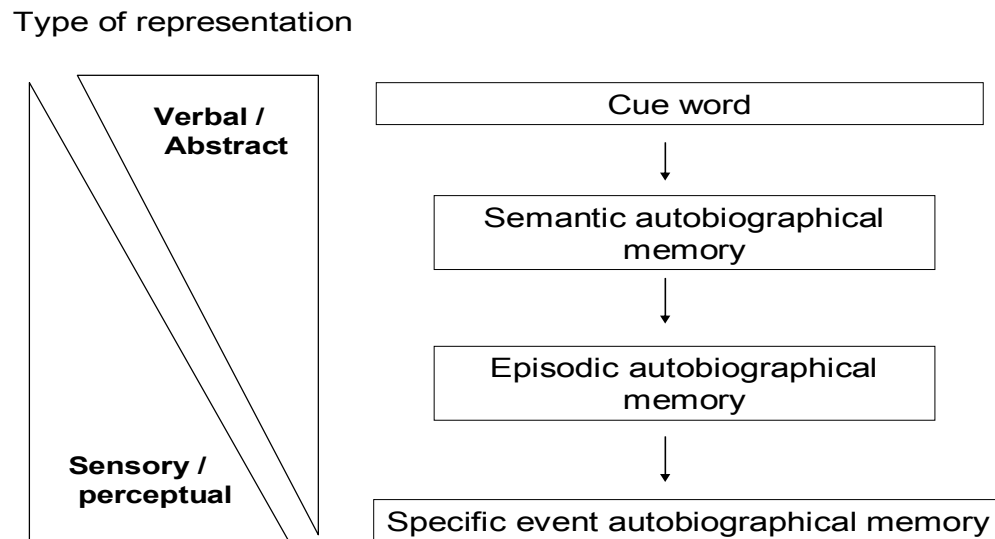 Type of representation
Verbal /
Abstract
Sensory /
perceptual
Cue word
Semantic autobiographical
memory
Episodic autobiographical
memory
Specific event autobiographical memory